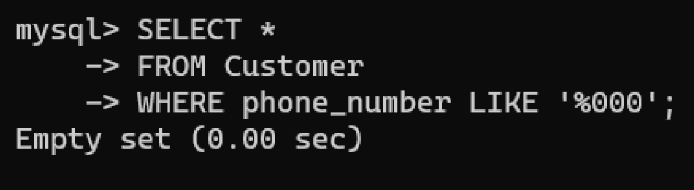 mysql> SELECT *
    -> FROM Customer
    -> WHERE phone_number LIKE '%000';
Empty set (0.00 sec)